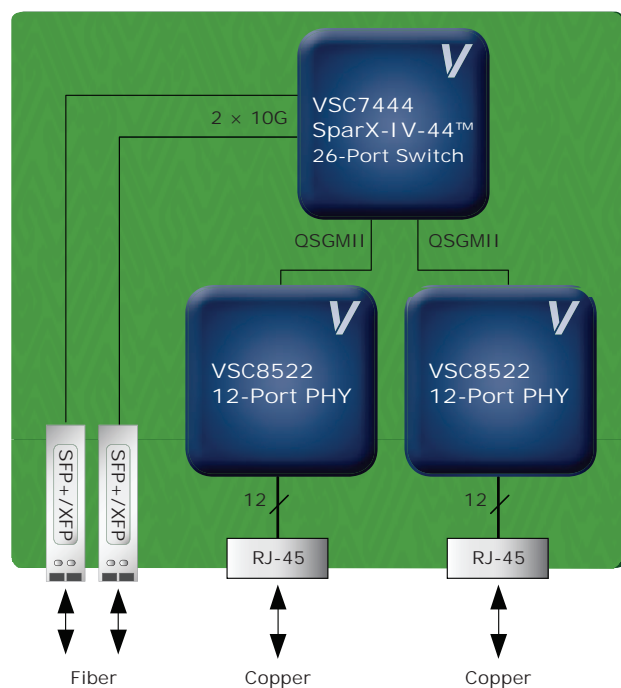 V
VSC7444
SparX-IV-44™
26-Port Switch
2 × 10G
QSGMII
QSGMII
V
VSC8522
12-Port PHY
V
VSC8522
12-Port PHY
SFP+/XFP
SFP+/XFP
12
12
RJ-45
RJ-45
Fiber
Copper
Copper